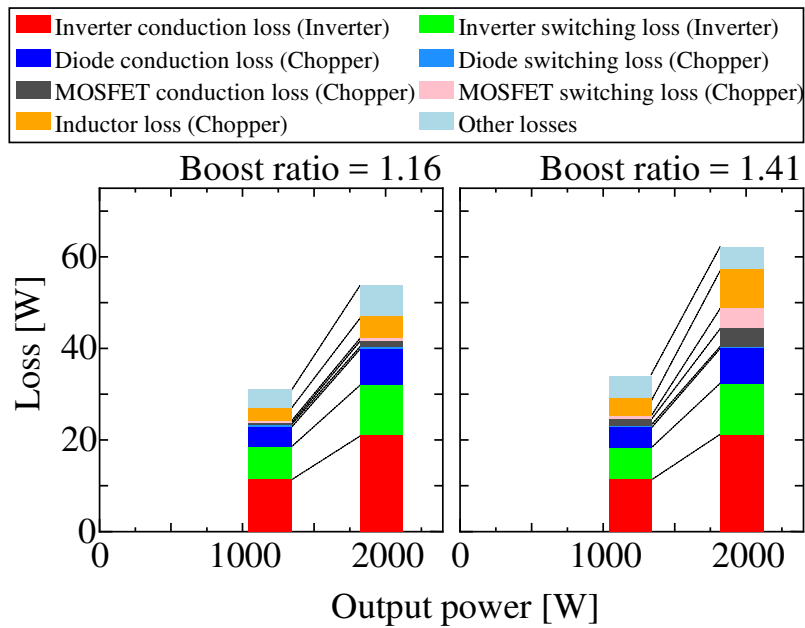 Inverter conduction loss (Inverter) Inverter switching loss (Inverter)
Diode conduction loss (Chopper) Diode switching loss (Chopper)
MOSFET conduction loss (Chopper) MOSFET switching loss (Chopper)
Inductor loss (Chopper) Other losses
Boost ratio = 1.16 Boost ratio = 1.41
60
40
20
0
Loss [W]
0 1000 2000 0 1000 2000
Output power [W]